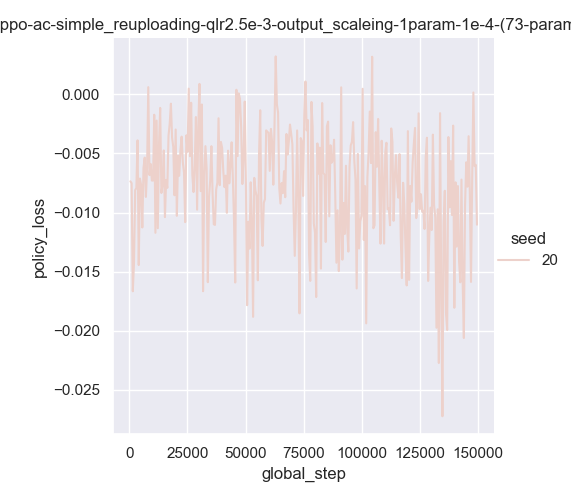 ppo-ac-simple_reuploading-qlr2.5e-3-output_scaleing-1param-1e-4-(73-param
0.000
−0.005
−0.010
−0.015
−0.020
−0.025
policy_loss
0 25000 50000 75000 100000 125000 150000
global_step
seed
20